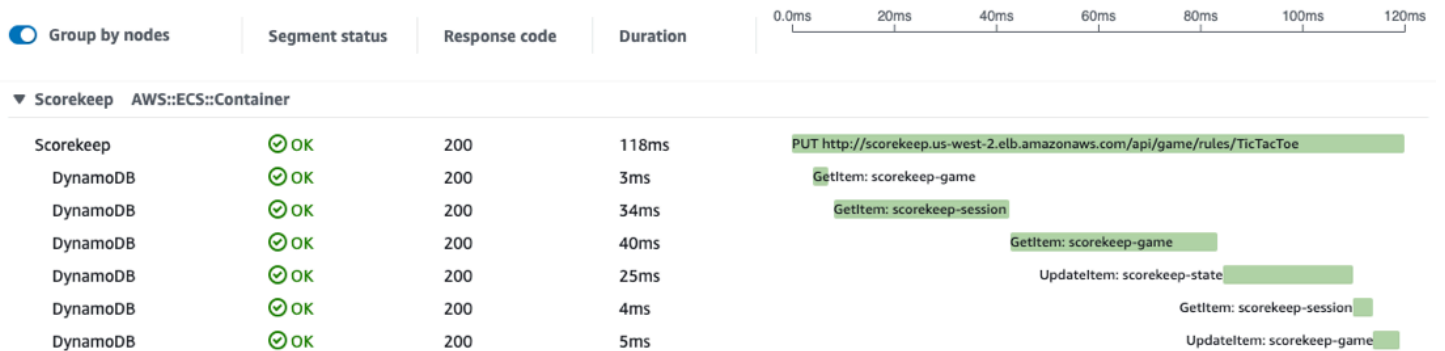 0.0ms 20ms 40ms 60ms 80ms 100ms 120ms
Group by nodes Segment status Response code Duration
▼ Scorekeep AWS::ECS::Container
Scorekeep OK 200 118ms PUT http://scorekeep.us-west-2.elb.amazonaws.com/api/game/rules/TicTacToe
DynamoDB OK 200 3ms GetItem: scorekeep-game
DynamoDB OK 200 34ms GetItem: scorekeep-session
DynamoDB OK 200 40ms GetItem: scorekeep-game
DynamoDB OK 200 25ms UpdateItem: scorekeep-state
DynamoDB OK 200 4ms GetItem: scorekeep-session
DynamoDB OK 200 5ms UpdateItem: scorekeep-game